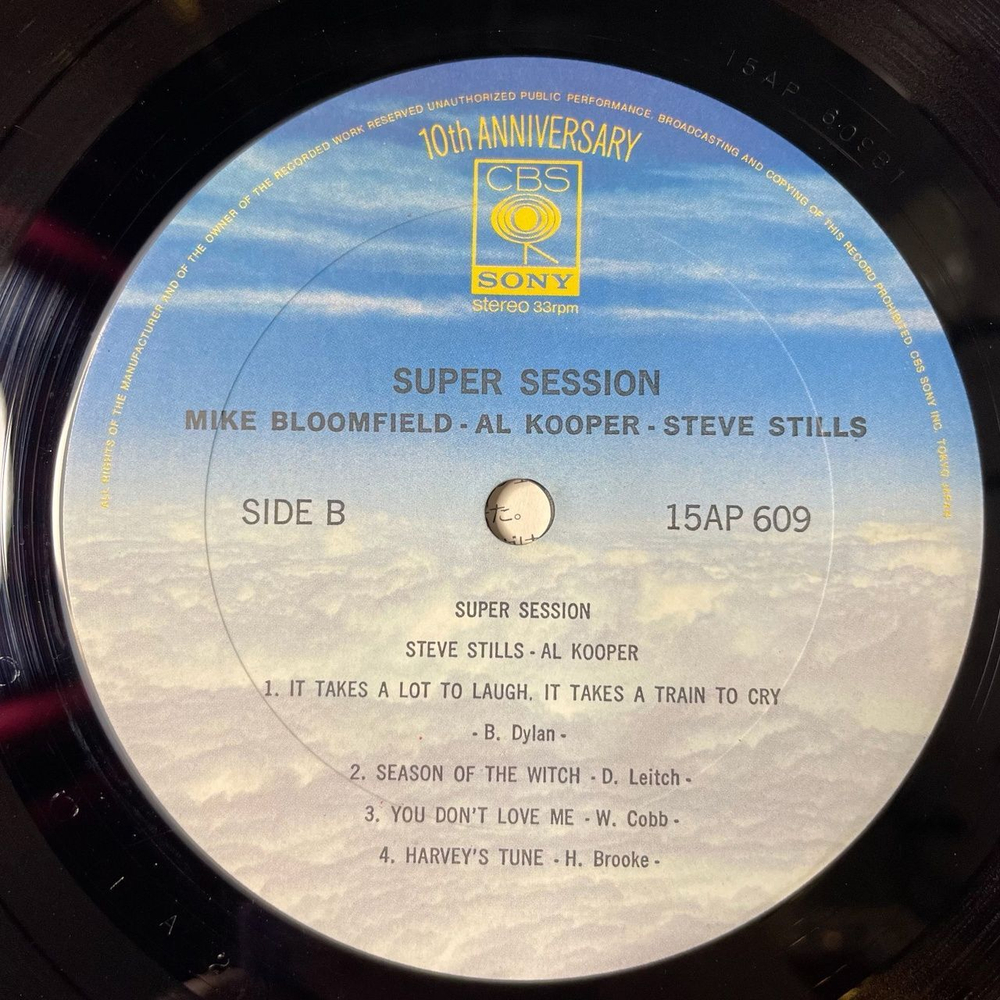 15AP 609B1
ALL RIGHTS OF THE MANUFACTURER AND OF THE OWNER OF THE RECORDED WORK RESERVED UNAUTHORIZED PUBLIC PERFORMANCE, BROADCASTING AND COPYING OF THIS RECORD PROHIBITED CBS SONY INC. TOKYO JAPAN
10th ANNIVERSARY
CBS
SONY
stereo 33rpm
SUPER SESSION
MIKE BLOOMFIELD - AL KOOPER - STEVE STILLS
SIDE B
た。
15AP 609
SUPER SESSION
STEVE STILLS - AL KOOPER
1. IT TAKES A LOT TO LAUGH, IT TAKES A TRAIN TO CRY
- B. Dylan -
2. SEASON OF THE WITCH - D. Leitch -
3. YOU DON'T LOVE ME - W. Cobb -
4. HARVEY'S TUNE - H. Brooke -
A